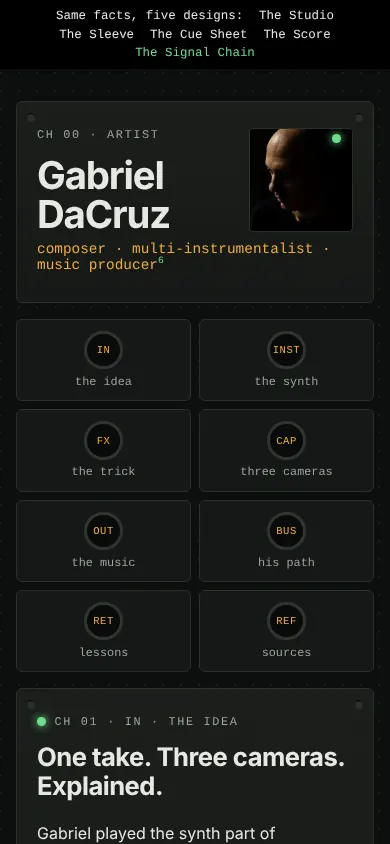 Same facts, five designs: The Studio
The Sleeve The Cue Sheet The Score
The Signal Chain
CH 00 · ARTIST
Gabriel
DaCruz
composer · multi-instrumentalist ·
music producer6
IN
the idea
INST
the synth
FX
the trick
CAP
three cameras
OUT
the music
BUS
his path
RET
lessons
REF
sources
CH 01 · IN · THE IDEA
One take. Three cameras.
Explained.
Gabriel played the synth part of